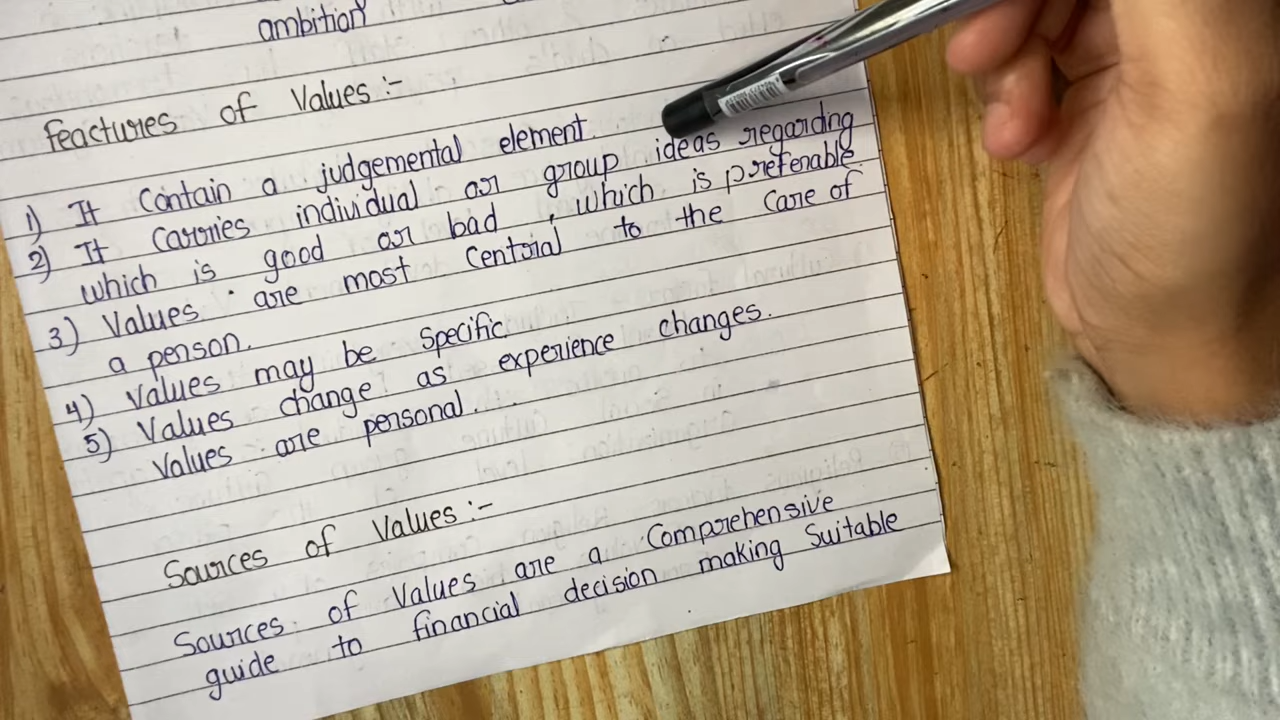 ambition
Feactures of Values :-
1) It Contain a judgemental element.
2) It Carries individual or group ideas regarding
which is good or bad, which is preferable.
3) Values are most Central to the Care of
a person.
4) Values may be Specific
5) Values change as experience changes.
Values are personal.
Sources of Values :-
Sources of Values are a Comprehensive
guide to financial decision making Suitable